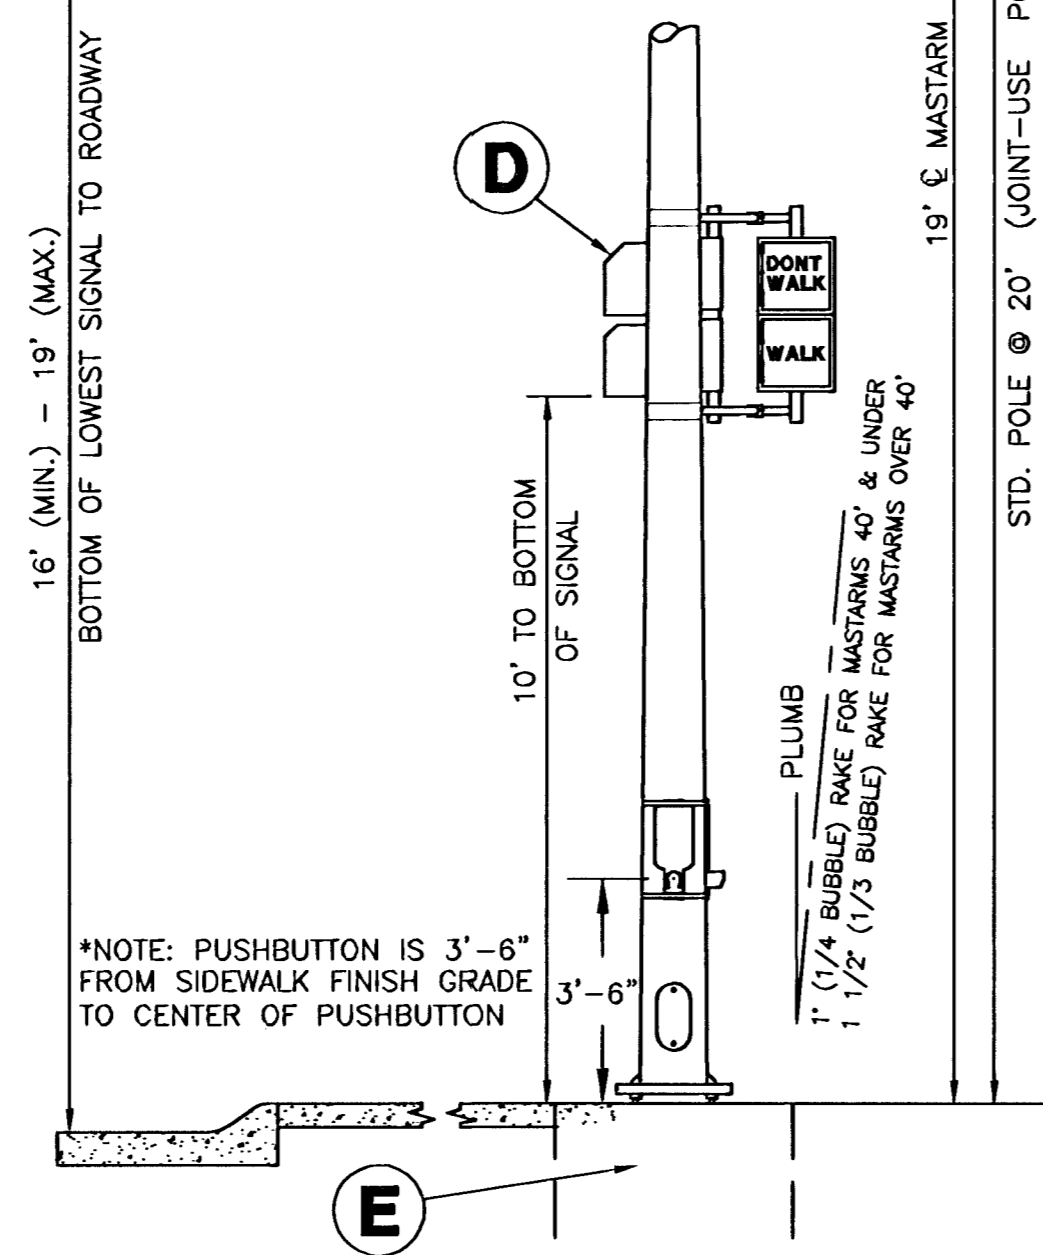 16' (MIN.) – 19' (MAX.)
BOTTOM OF LOWEST SIGNAL TO ROADWAY
D
DONT
WALK
WALK
10' TO BOTTOM
OF SIGNAL
PLUMB
1" (1/4 BUBBLE) RAKE FOR MASTARMS 40' & UNDER
1 1/2" (1/3 BUBBLE) RAKE FOR MASTARMS OVER 40'
19' ℄ MASTARM
STD. POLE @ 20' (JOINT–USE
*NOTE: PUSHBUTTON IS 3'–6"
FROM SIDEWALK FINISH GRADE
TO CENTER OF PUSHBUTTON
3'–6"
E